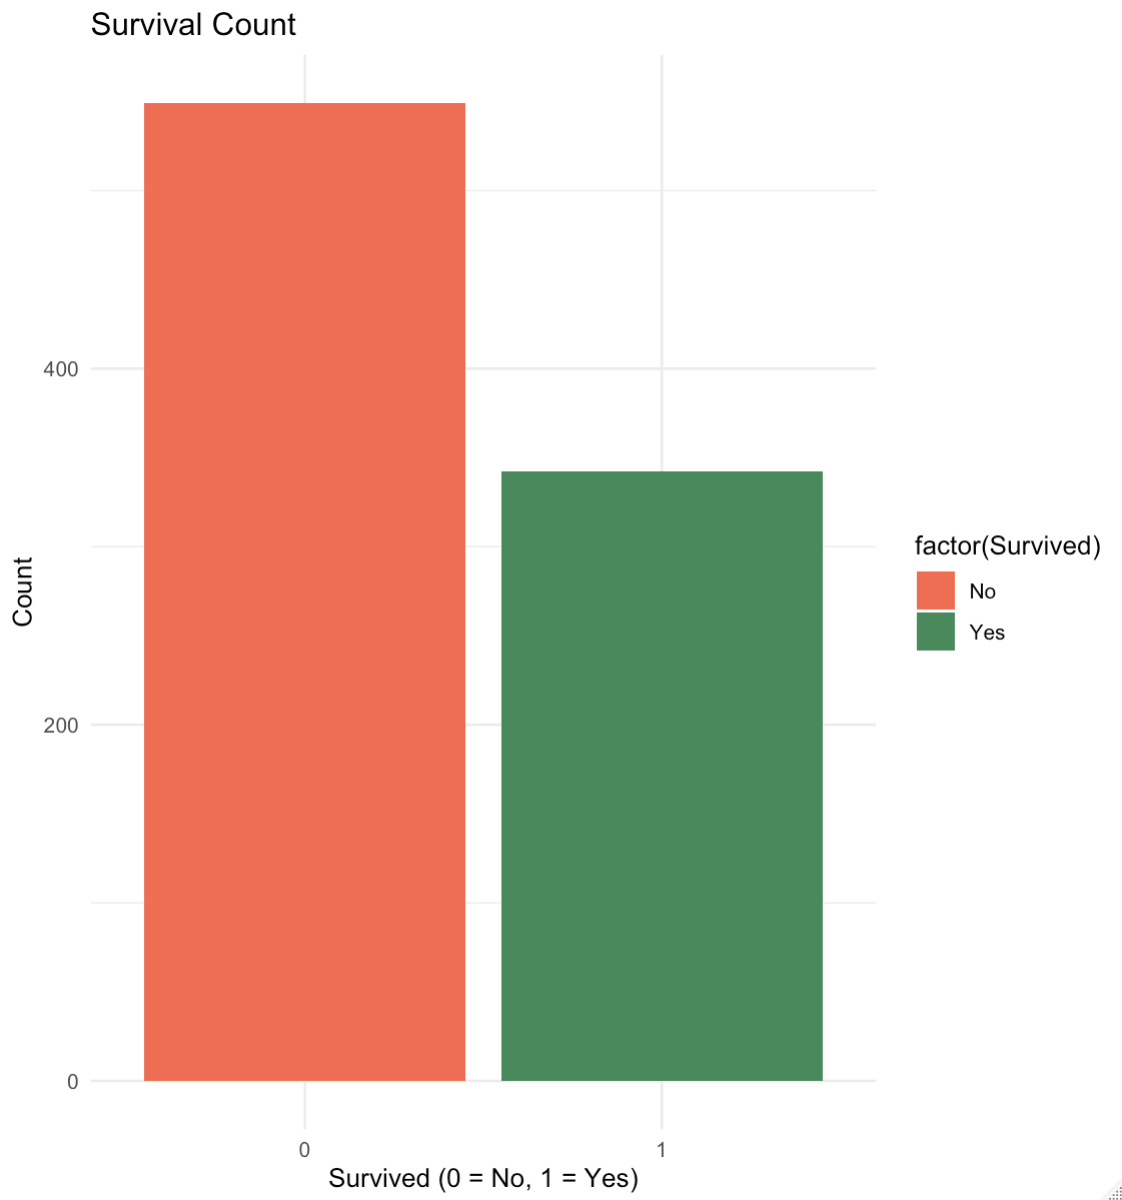 Survival Count
Count
400
200
0
0
1
Survived (0 = No, 1 = Yes)
factor(Survived)
No
Yes